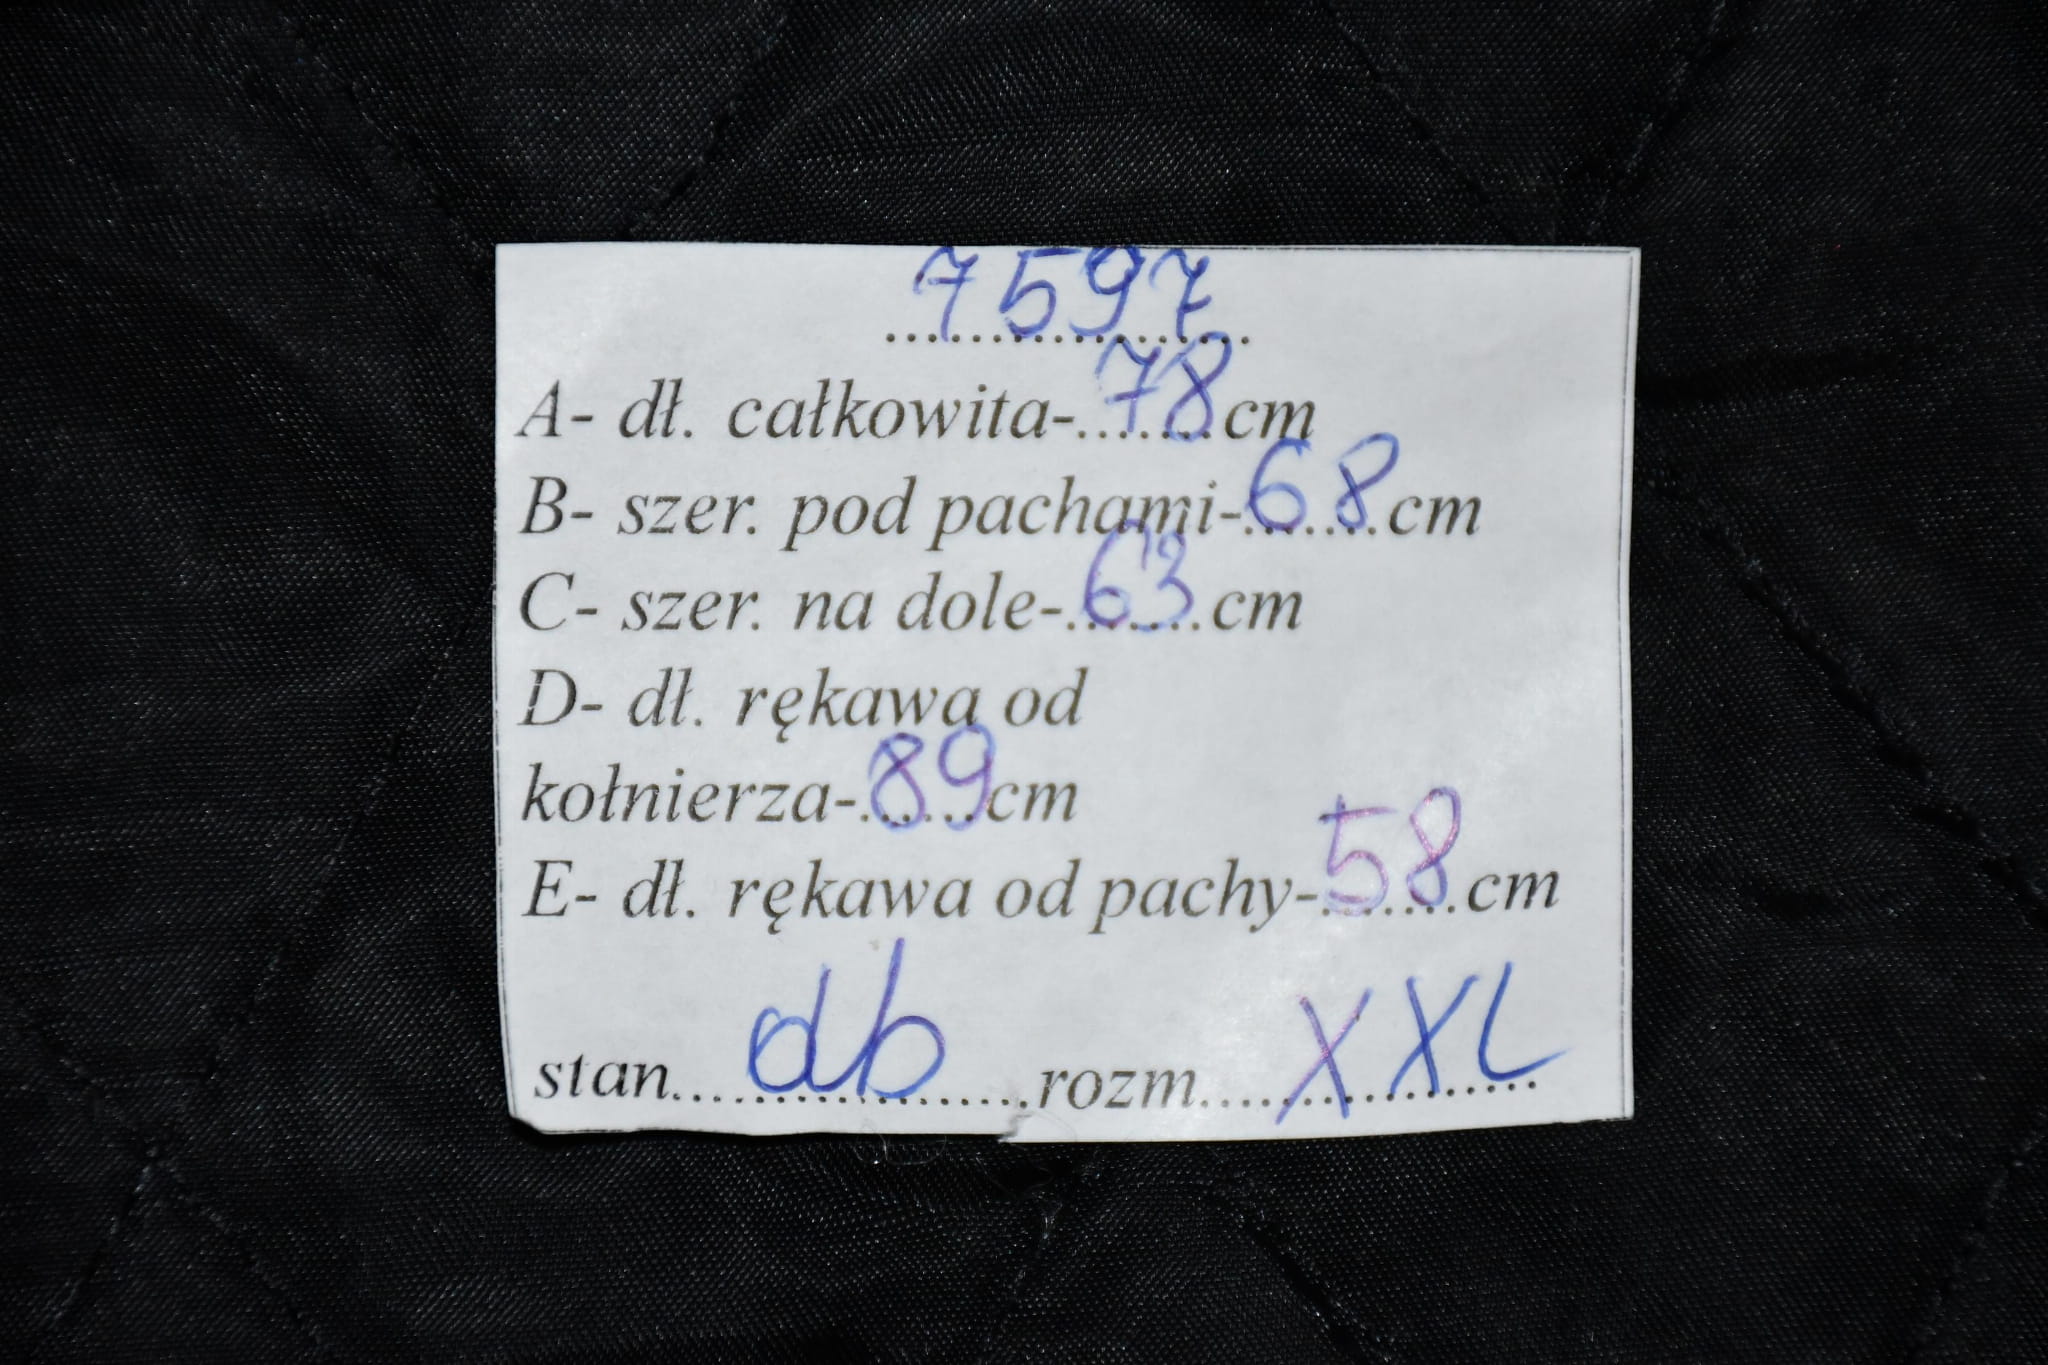 7597
A- dł. całkowita-.78cm
B- szer. pod pachami-68cm
C- szer. na dole-63cm
D- dł. rękawa od
kołnierza-89cm
E- dł. rękawa od pachy-58cm
stan....db....rozm....XXL